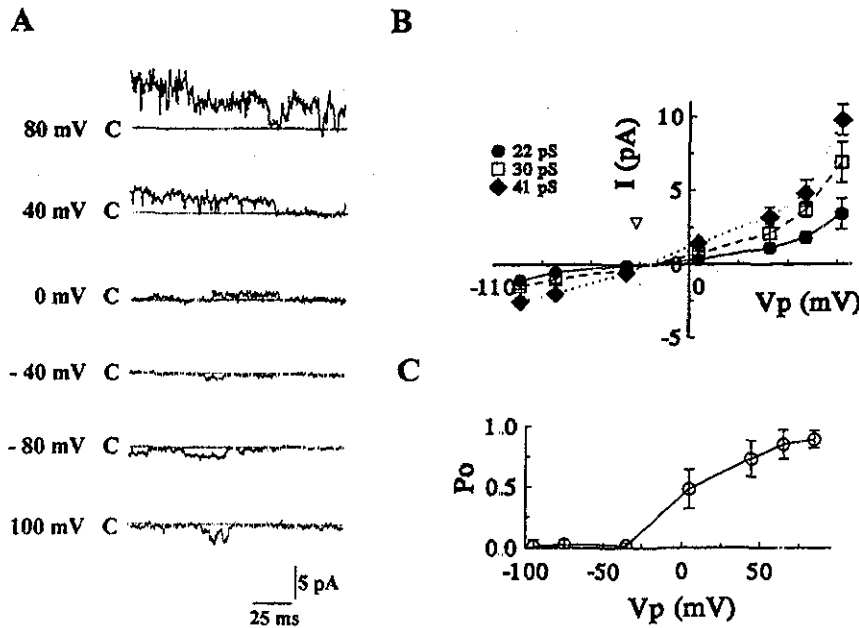 A
80 mV C
40 mV C
0 mV C
- 40 mV C
- 80 mV C
100 mV C
5 pA
25 ms
B
10
5
0
-5
I (pA)
22 pS
30 pS
41 pS
-110
0
Vp (mV)
C
1.0
0.5
0.0
Po
-100
-50
0
50
Vp (mV)